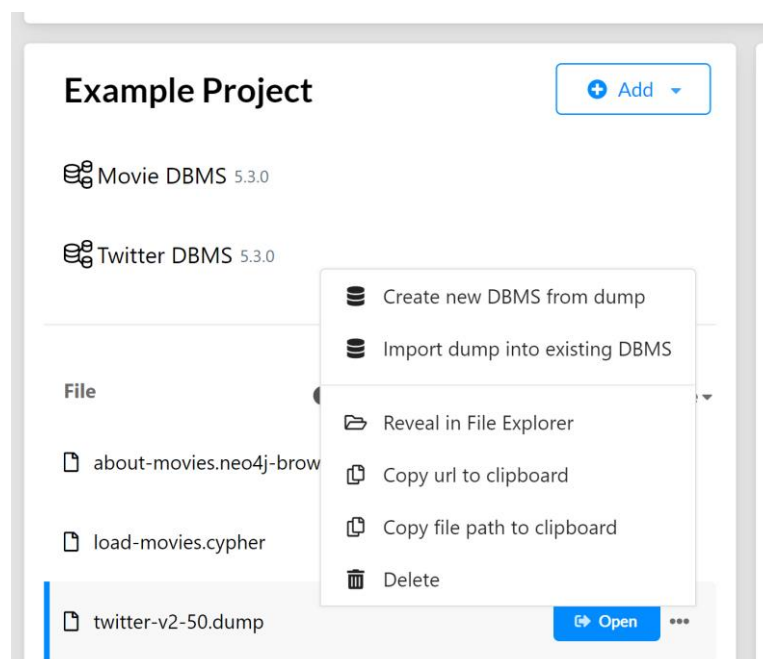 Example Project
Add
Movie DBMS 5.3.0
Twitter DBMS 5.3.0
Create new DBMS from dump
Import dump into existing DBMS
File
Reveal in File Explorer
about-movies.neo4j-brow
Copy url to clipboard
Copy file path to clipboard
load-movies.cypher
Delete
twitter-v2-50.dump
Open